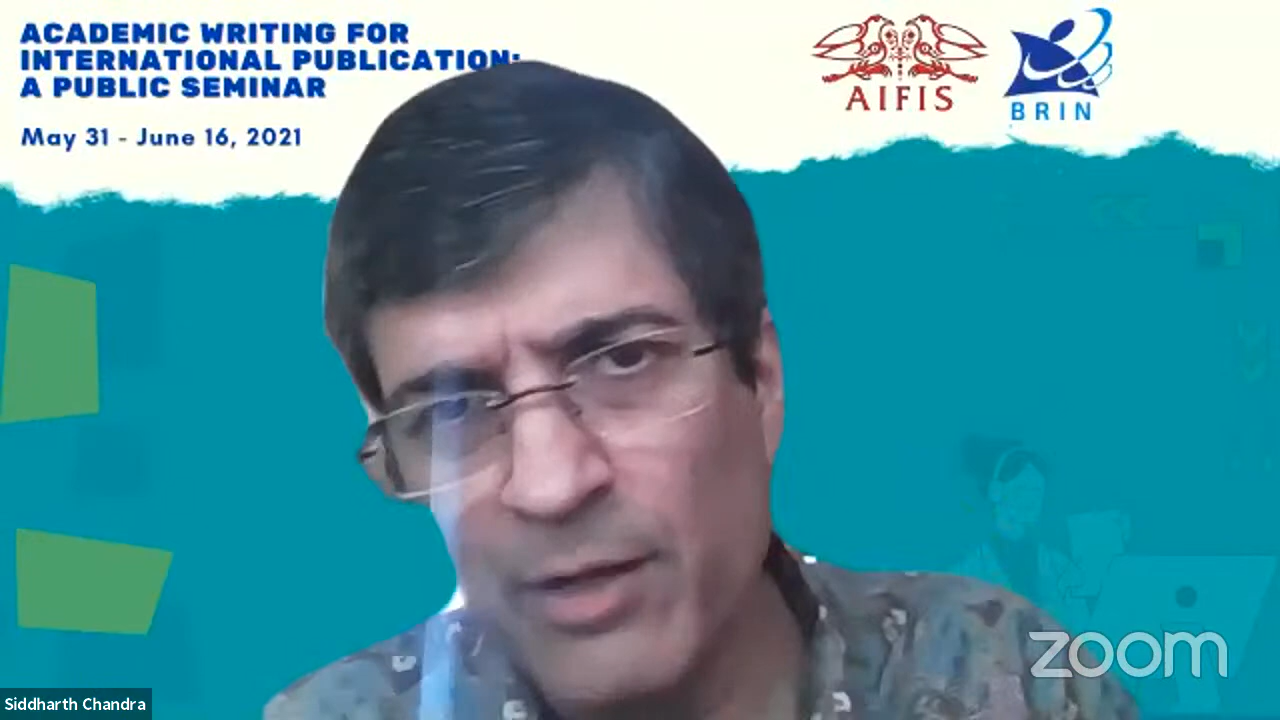 ACADEMIC WRITING FOR
INTERNATIONAL PUBLICATION:
A PUBLIC SEMINAR
May 31 - June 16, 2021
AIFIS
BRIN
zoom
Siddharth Chandra